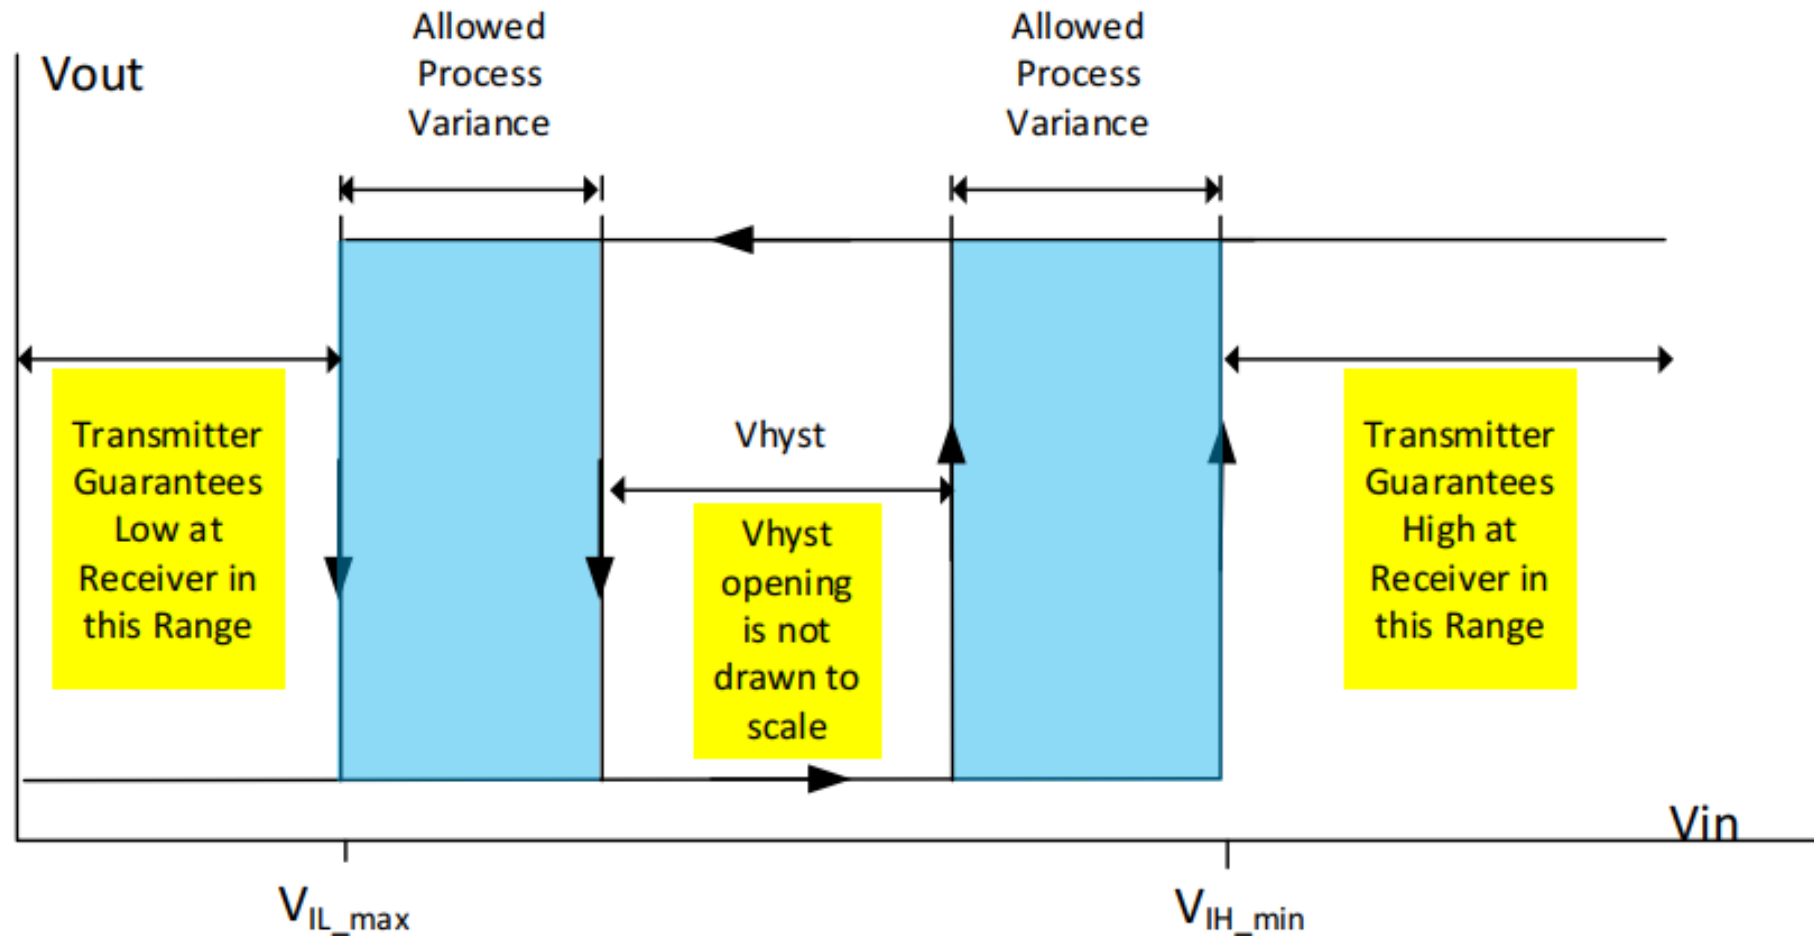 Vout
Allowed
Process
Variance
Allowed
Process
Variance
Transmitter
Guarantees
Low at
Receiver in
this Range
Vhyst
Vhyst
opening
is not
drawn to
scale
Transmitter
Guarantees
High at
Receiver in
this Range
Vin
VIL_max
VIH_min